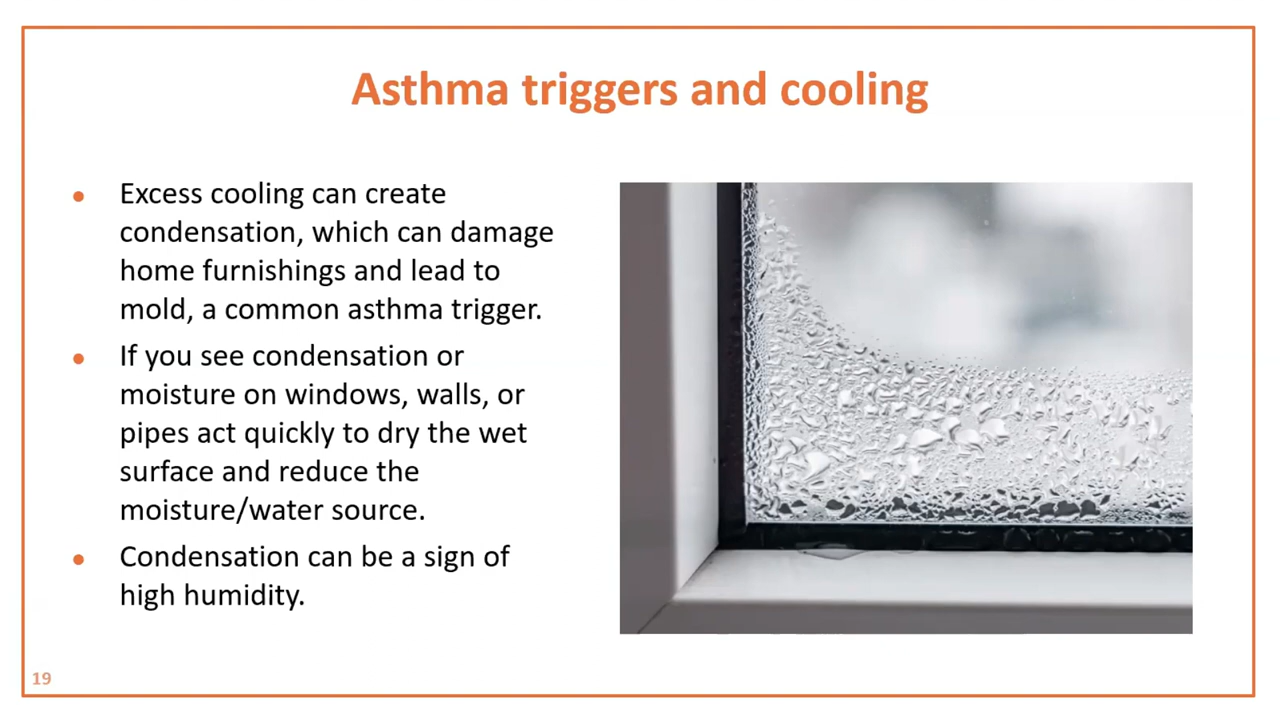 Asthma triggers and cooling
● Excess cooling can create
condensation, which can damage
home furnishings and lead to
mold, a common asthma trigger.
● If you see condensation or
moisture on windows, walls, or
pipes act quickly to dry the wet
surface and reduce the
moisture/water source.
● Condensation can be a sign of
high humidity.
19